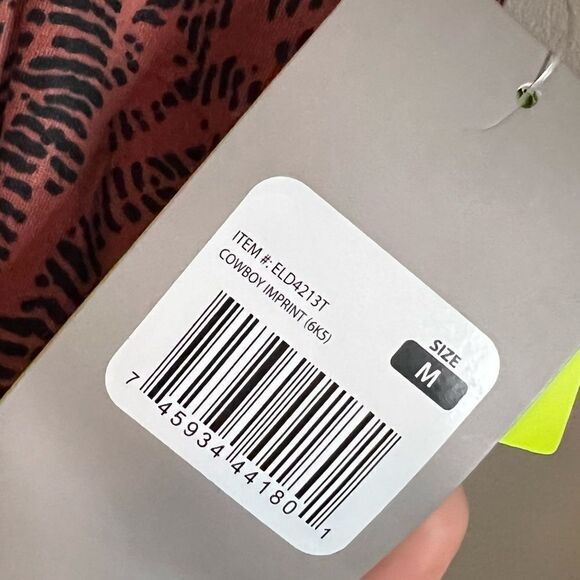 ITEM #: ELD4213T
COWBOY IMPRINT (6K5)
SIZE
M
7 45934 44180 1